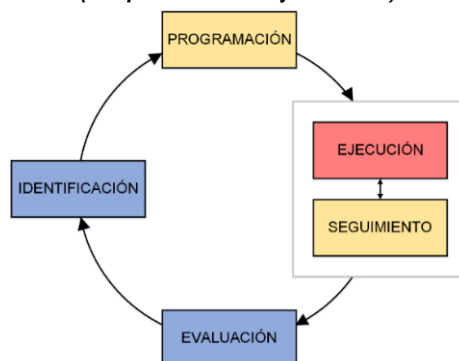 PROGRAMACIÓN
EJECUCIÓN
SEGUIMIENTO
IDENTIFICACIÓN
EVALUACIÓN